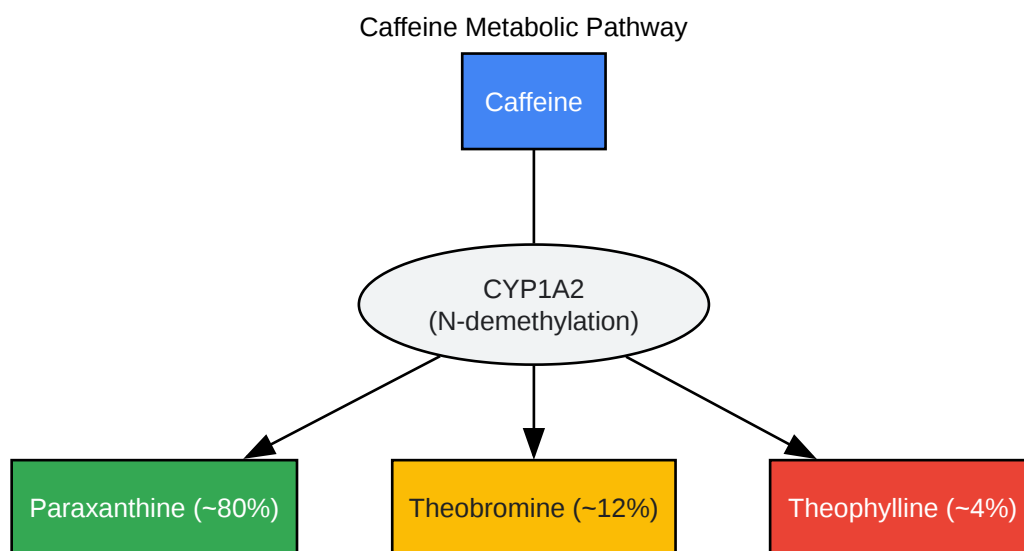 Caffeine Metabolic Pathway
Caffeine
CYP1A2
(N-demethylation)
Paraxanthine (~80%)
Theobromine (~12%)
Theophylline (~4%)